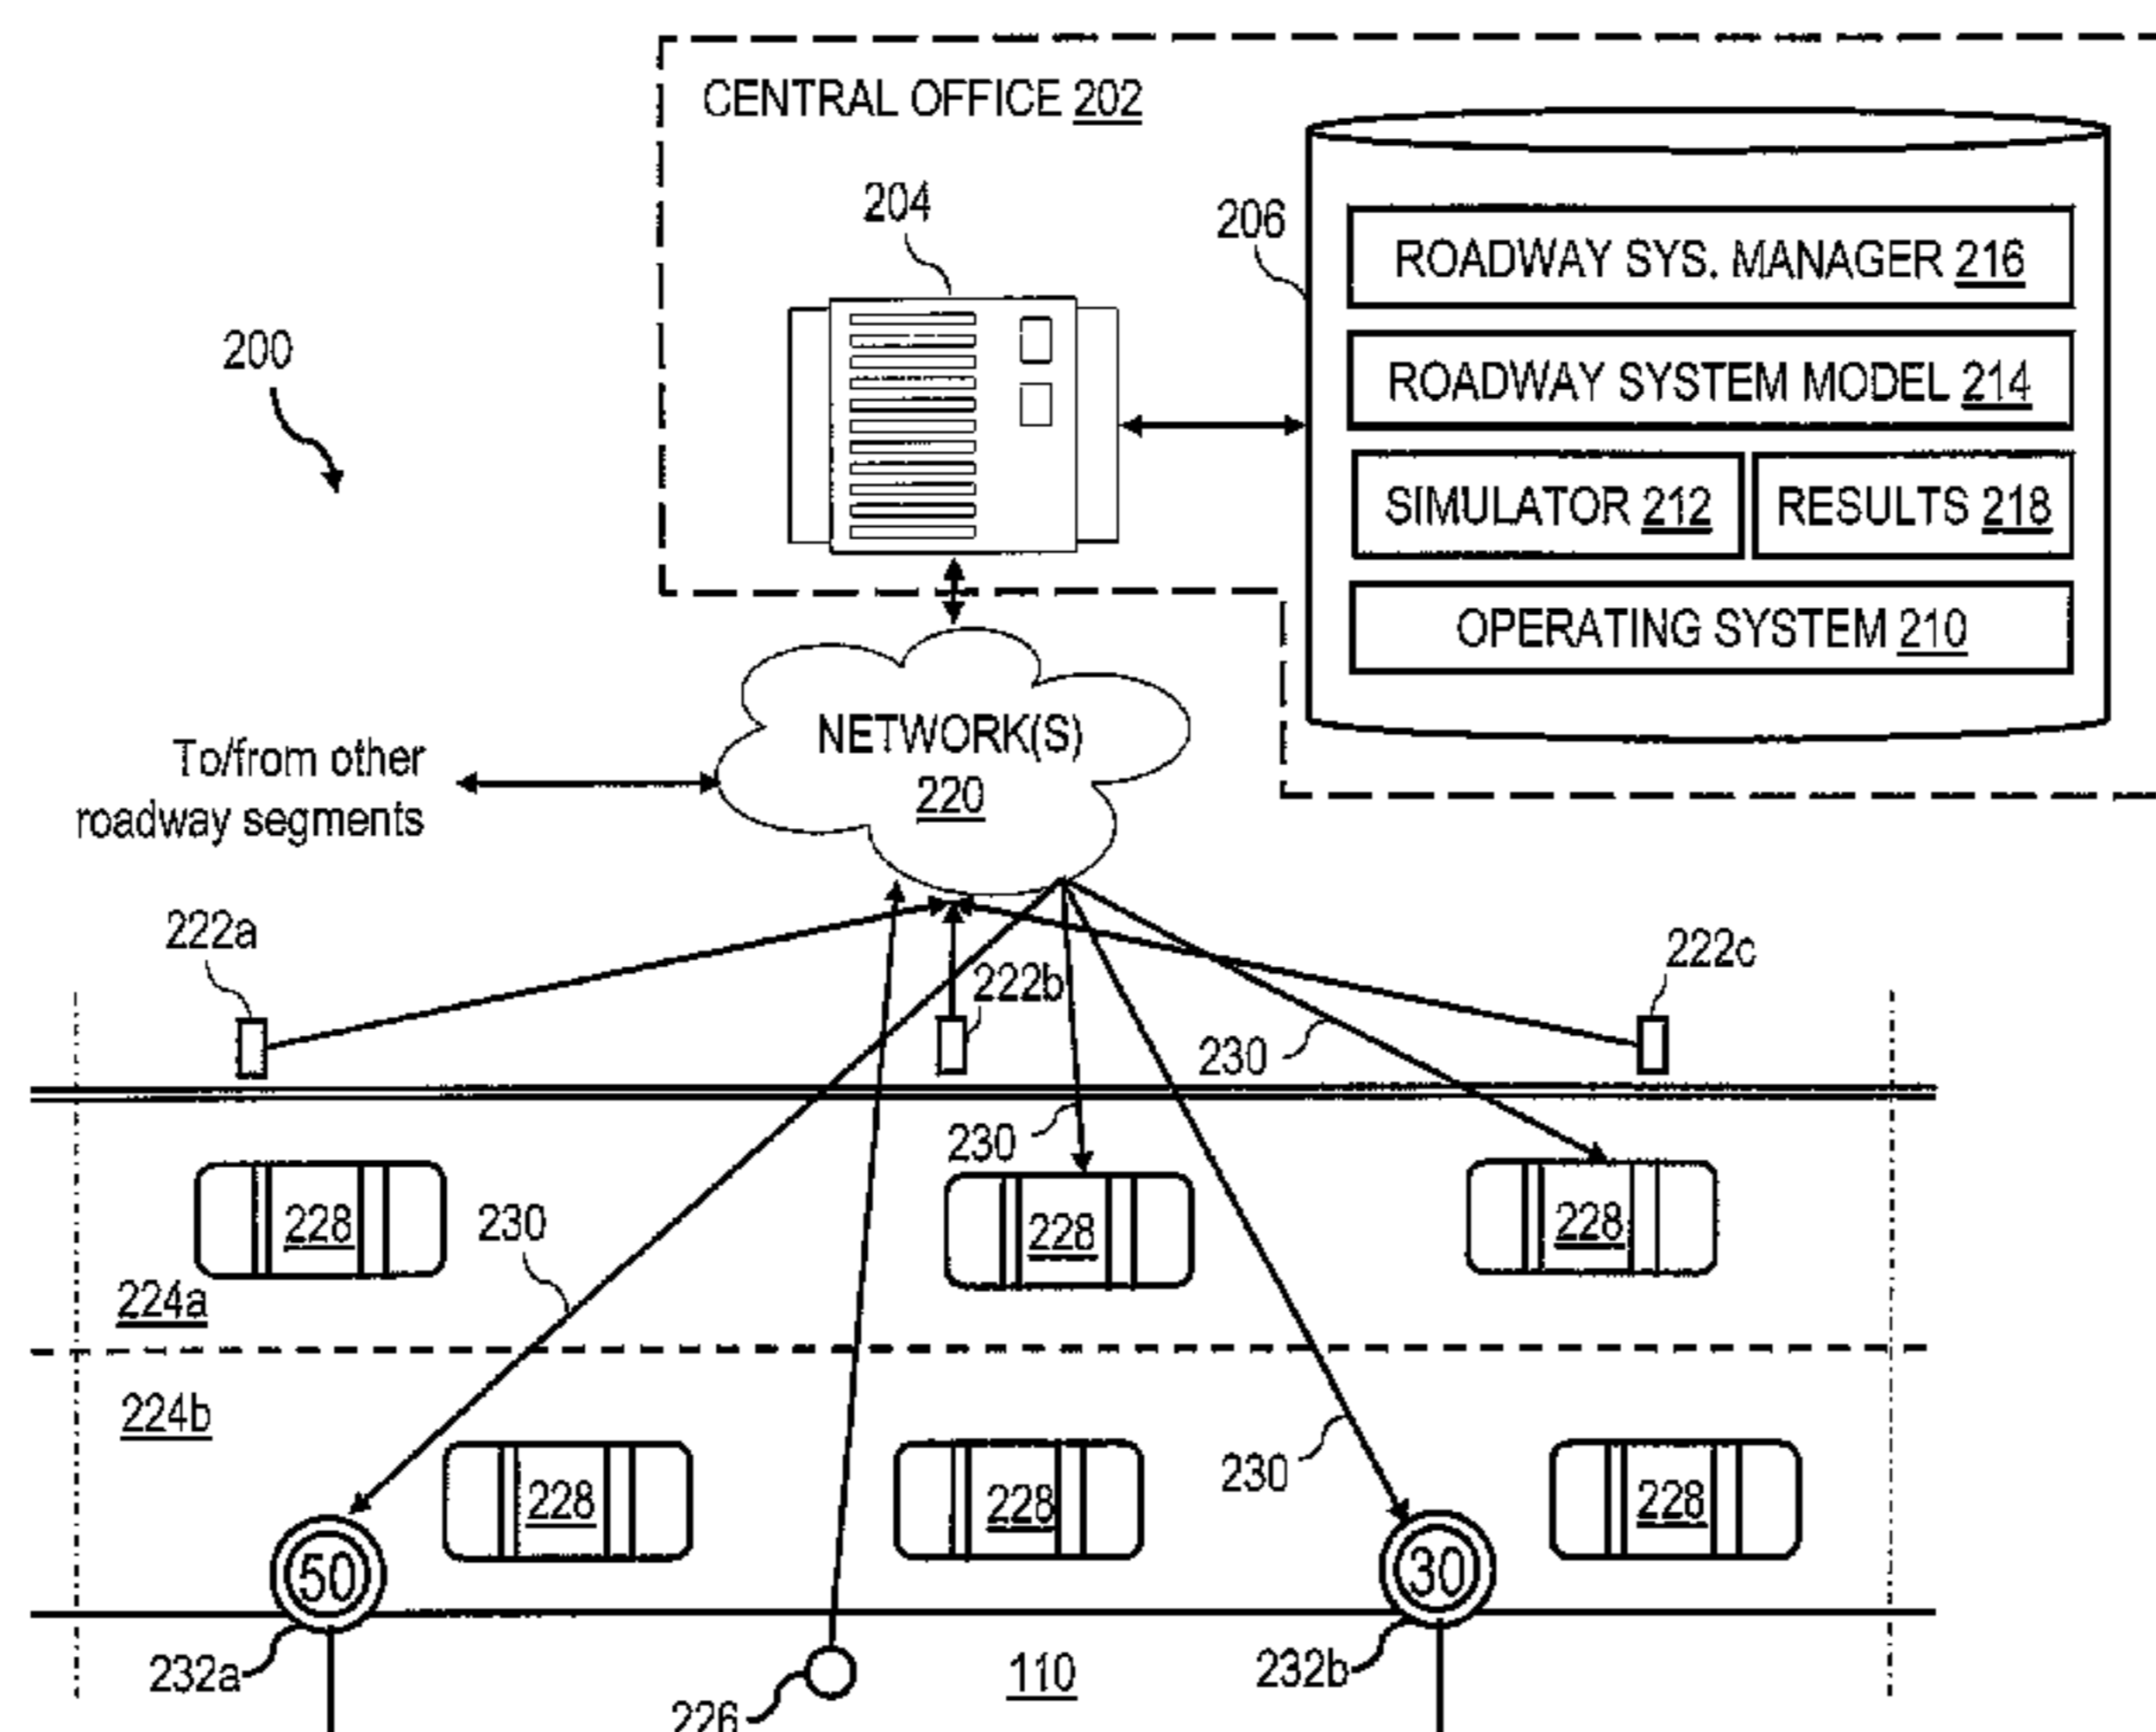 CENTRAL OFFICE 202
204
206
ROADWAY SYS. MANAGER 216
200
ROADWAY SYSTEM MODEL 214
SIMULATOR 212
RESULTS 218
OPERATING SYSTEM 210
NETWORK(S)
220
To/from other
roadway segments
222a
222b
222c
230
230
228
230
228
228
224a
224b
230
228
228
228
50
30
232a
226
110
232b